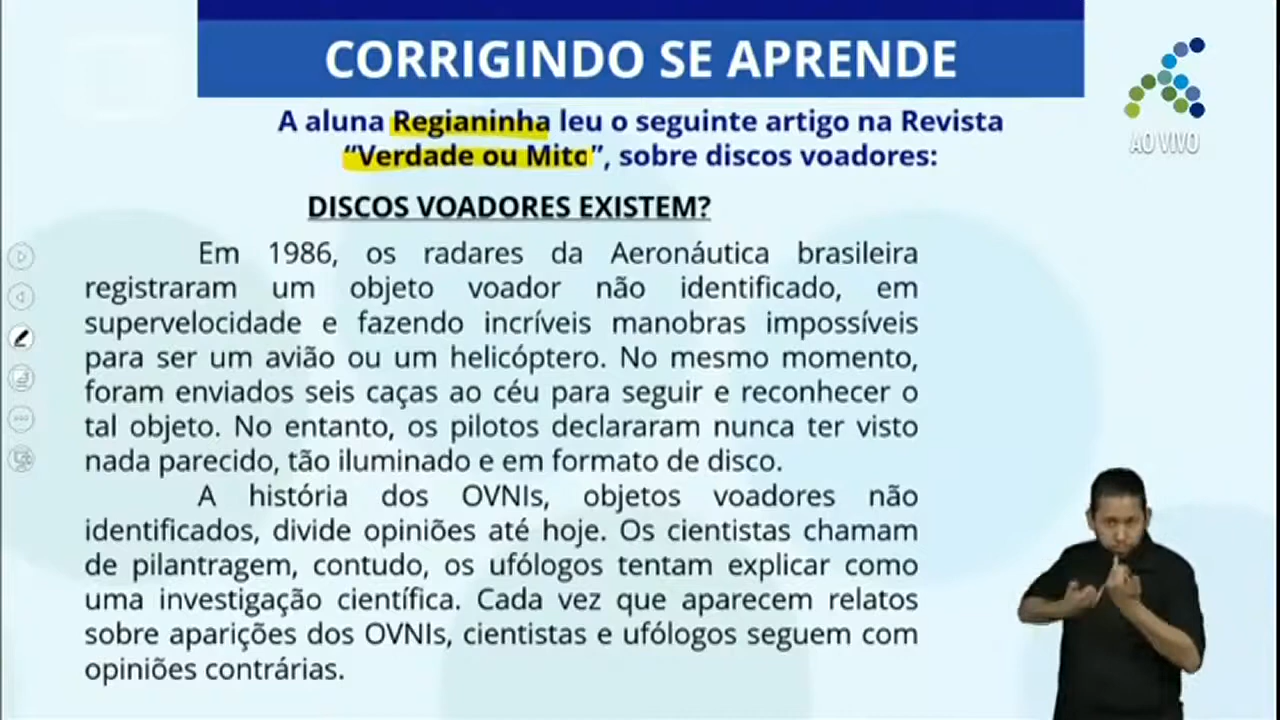 CORRIGINDO SE APRENDE
A aluna Regianinha leu o seguinte artigo na Revista
“Verdade ou Mito”, sobre discos voadores:
AO VIVO
DISCOS VOADORES EXISTEM?
Em 1986, os radares da Aeronáutica brasileira
registraram um objeto voador não identificado, em
supervelocidade e fazendo incríveis manobras impossíveis
para ser um avião ou um helicóptero. No mesmo momento,
foram enviados seis caças ao céu para seguir e reconhecer o
tal objeto. No entanto, os pilotos declararam nunca ter visto
nada parecido, tão iluminado e em formato de disco.
A história dos OVNIs, objetos voadores não
identificados, divide opiniões até hoje. Os cientistas chamam
de pilantragem, contudo, os ufólogos tentam explicar como
uma investigação científica. Cada vez que aparecem relatos
sobre aparições dos OVNIs, cientistas e ufólogos seguem com
opiniões contrárias.